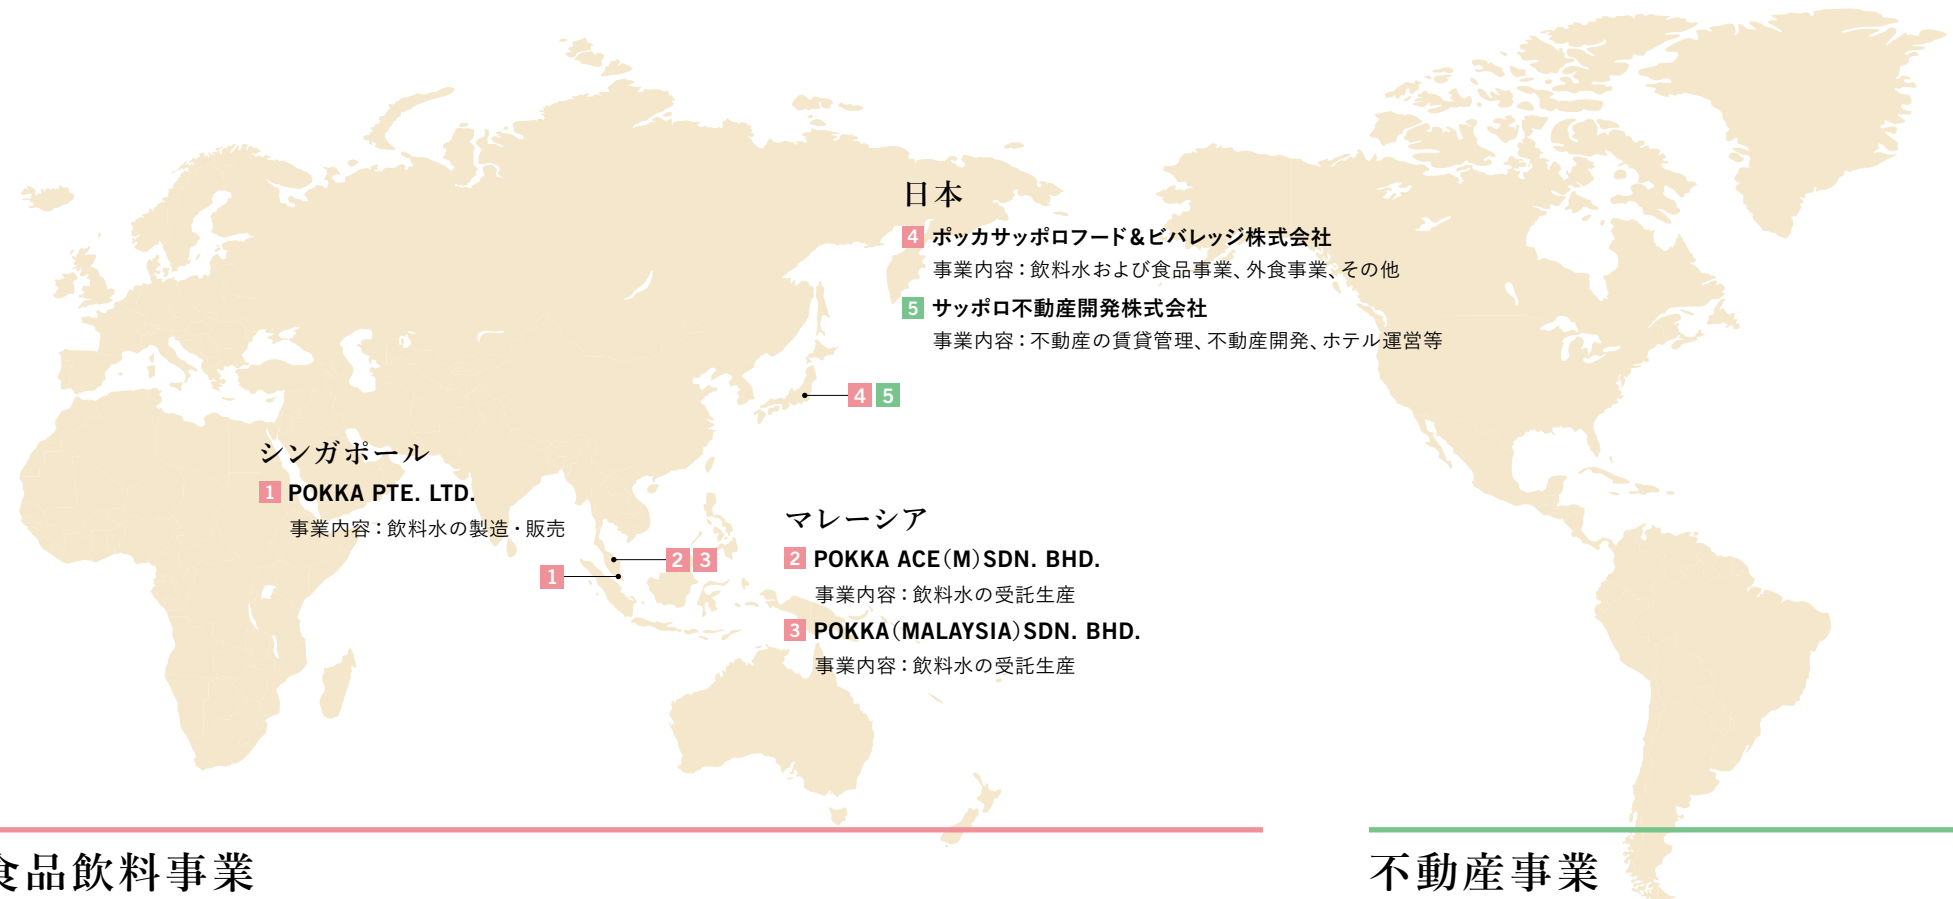 日本
4 ポッカサッポロフード&ビバレッジ株式会社
事業内容：飲料水および食品事業、外食事業、その他
5 サッポロ不動産開発株式会社
事業内容：不動産の賃貸管理、不動産開発、ホテル運営等
4 5
シンガポール
1 POKKA PTE. LTD.
事業内容：飲料水の製造・販売
2 3
1
マレーシア
2 POKKA ACE（M）SDN. BHD.
事業内容：飲料水の受託生産
3 POKKA（MALAYSIA）SDN. BHD.
事業内容：飲料水の受託生産
食品飲料事業
不動産事業